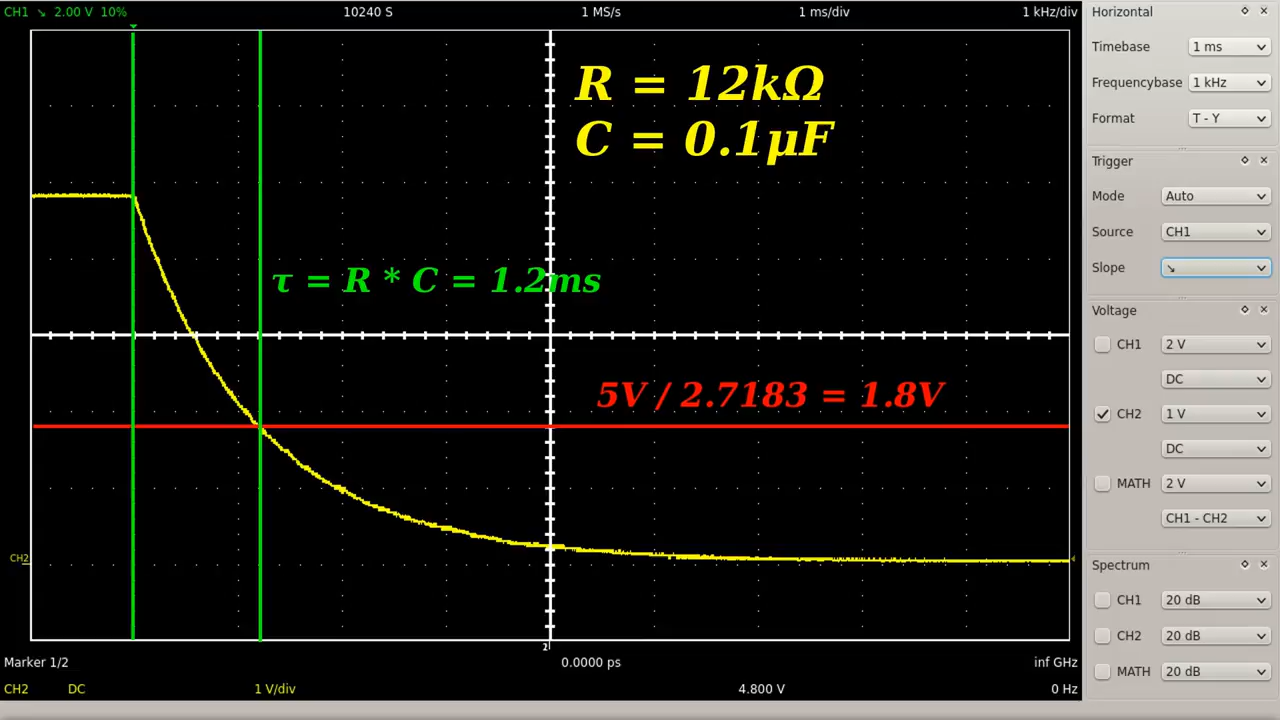 CH1 ↘ 2.00 V 10% 10240 S 1 MS/s 1 ms/div 1 kHz/div
R = 12kΩ
C = 0.1μF
τ = R * C = 1.2ms
5V / 2.7183 = 1.8V
CH2
2
Marker 1/2 0.0000 ps inf GHz
CH2 DC 1 V/div 4.800 V 0 Hz
Horizontal
Timebase 1 ms
Frequencybase 1 kHz
Format T - Y
Trigger
Mode Auto
Source CH1
Slope ↘
Voltage
CH1 2 V
DC
CH2 1 V
DC
MATH 2 V
CH1 - CH2
Spectrum
CH1 20 dB
CH2 20 dB
MATH 20 dB